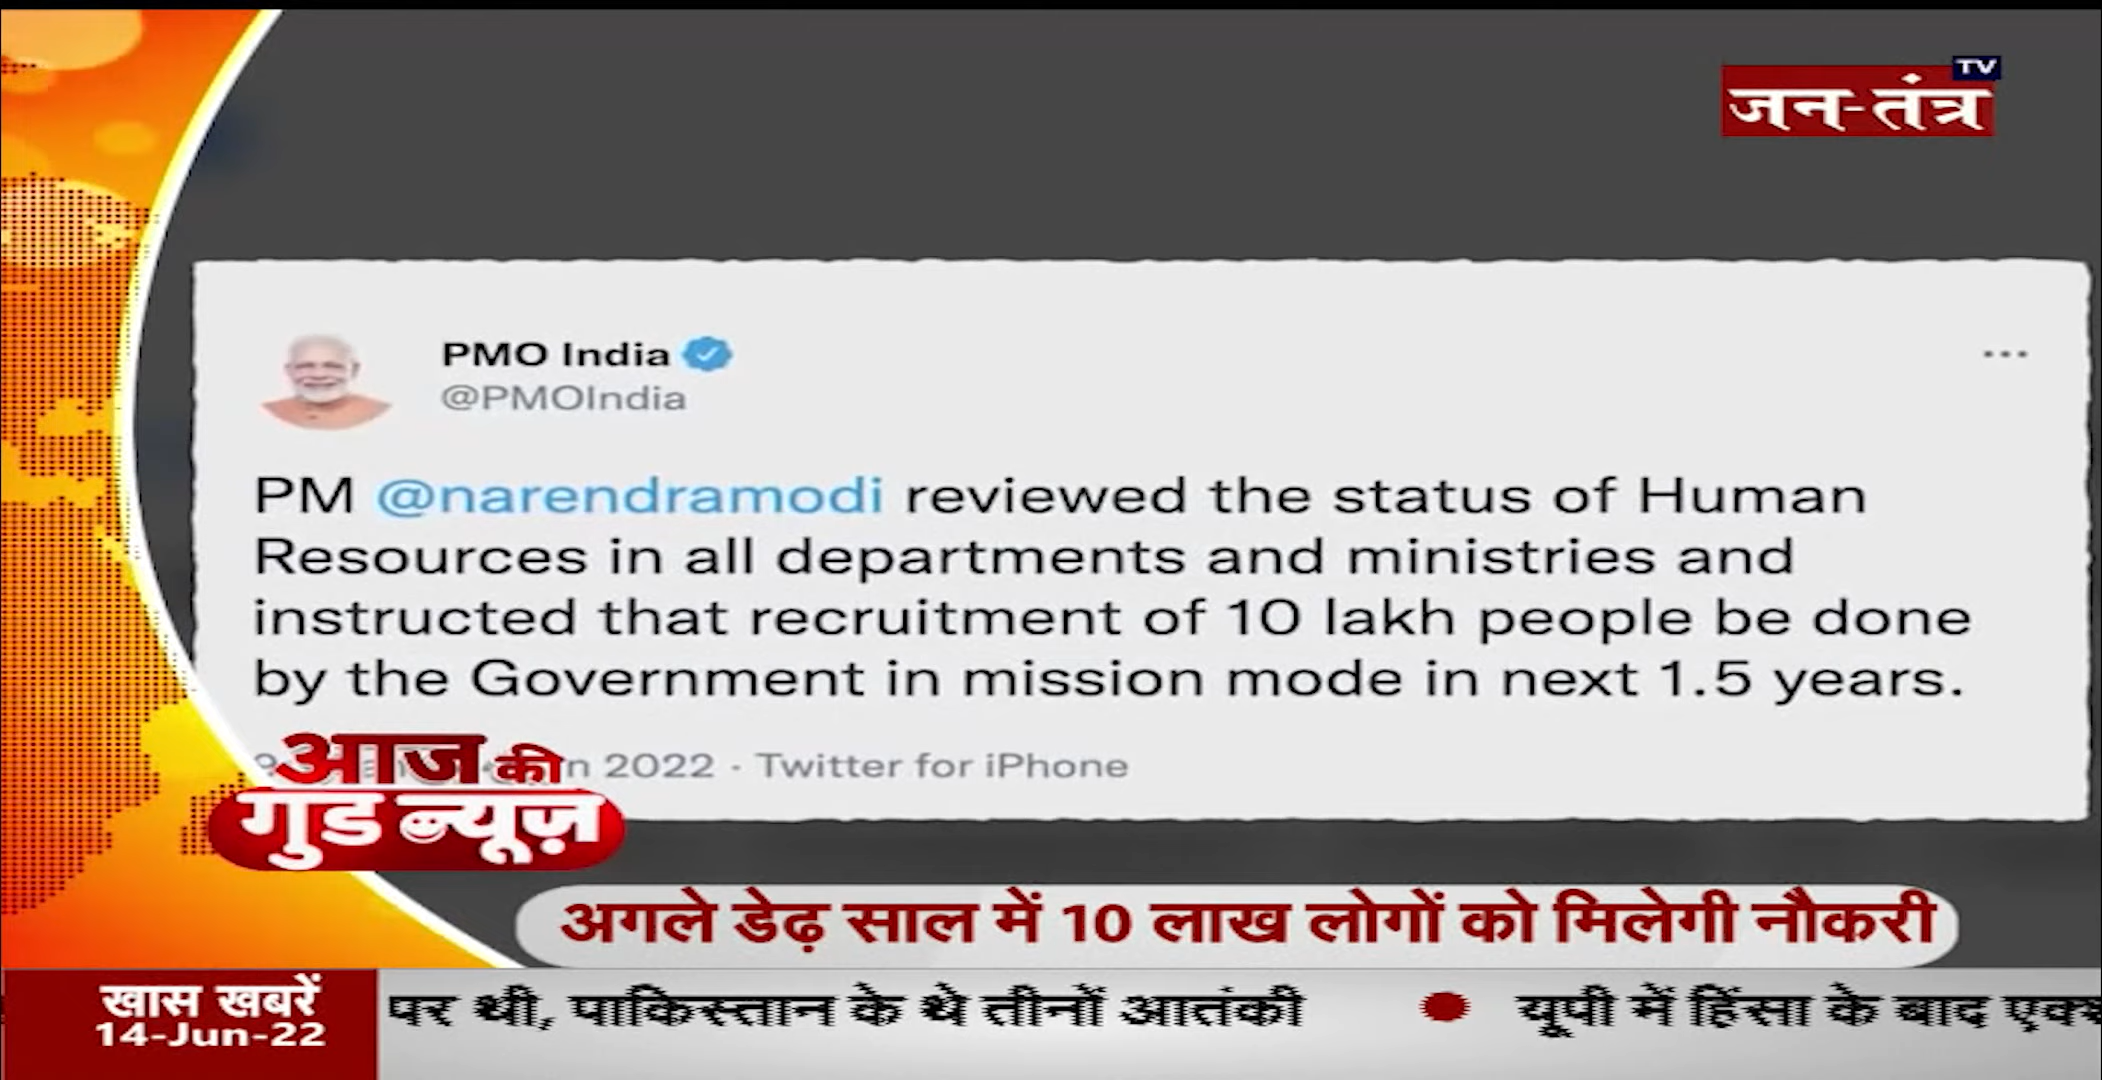 TV
जन-तंत्र
PMO India
@PMOIndia
PM @narendramodi reviewed the status of Human
Resources in all departments and ministries and
instructed that recruitment of 10 lakh people be done
by the Government in mission mode in next 1.5 years.
2022 · Twitter for iPhone
आज की
गुड न्यूज़
अगले डेढ़ साल में 10 लाख लोगों को मिलेगी नौकरी
खास खबरें
14-Jun-22
पर थी, पाकिस्तान के थे तीनों आतंकी ● यूपी में हिंसा के बाद